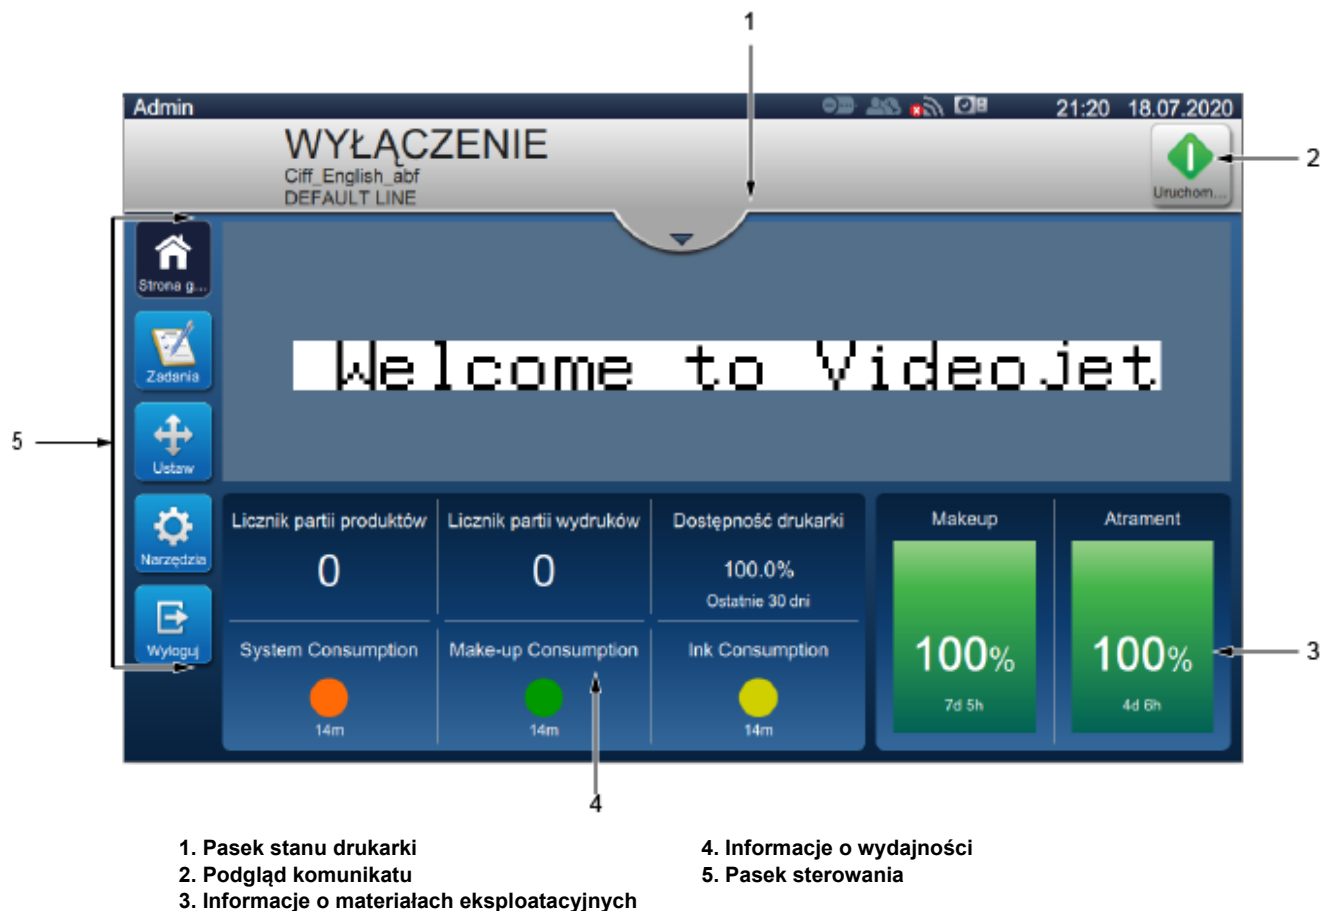 1
Admin
21:20 18.07.2020
WYŁĄCZENIE
Ciff_English_abf
DEFAULT LINE
Uruchom...
2
Strona g...
Zadania
Ustaw
Narzędzia
Wyloguj
5
Welcome to Videojet
Licznik partii produktów
0
Licznik partii wydruków
0
Dostępność drukarki
100.0%
Ostatnie 30 dni
System Consumption
14m
Make-up Consumption
14m
Ink Consumption
14m
Makeup
100%
7d 5h
Atrament
100%
4d 6h
3
4
1. Pasek stanu drukarki
2. Podgląd komunikatu
3. Informacje o materiałach eksploatacyjnych
4. Informacje o wydajności
5. Pasek sterowania